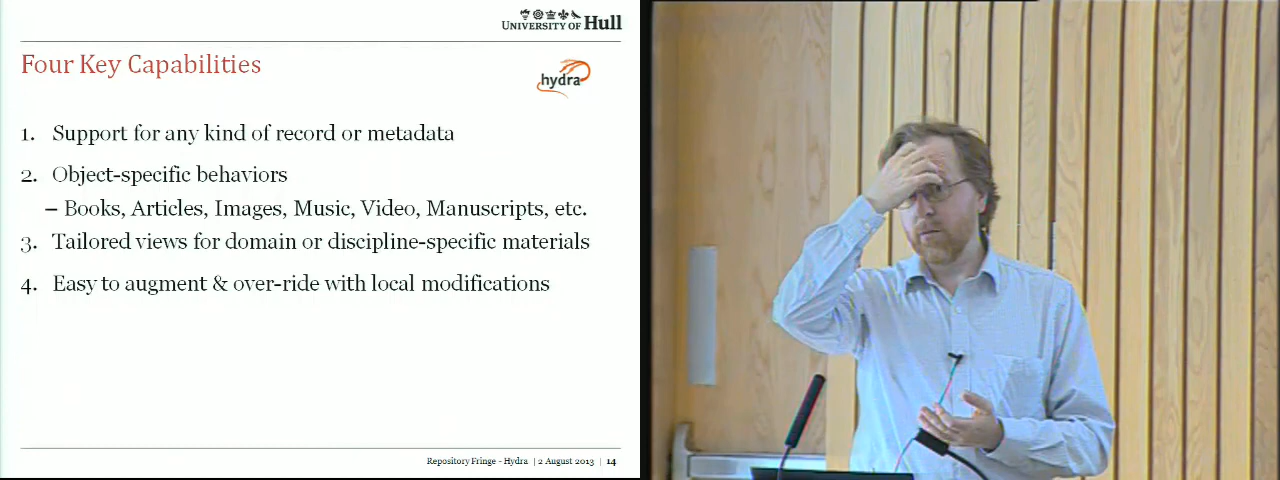 UNIVERSITY OF Hull
Four Key Capabilities
hydra
1. Support for any kind of record or metadata
2. Object-specific behaviors
– Books, Articles, Images, Music, Video, Manuscripts, etc.
3. Tailored views for domain or discipline-specific materials
4. Easy to augment & over-ride with local modifications
Repository Fringe - Hydra | 2 August 2013 | 14